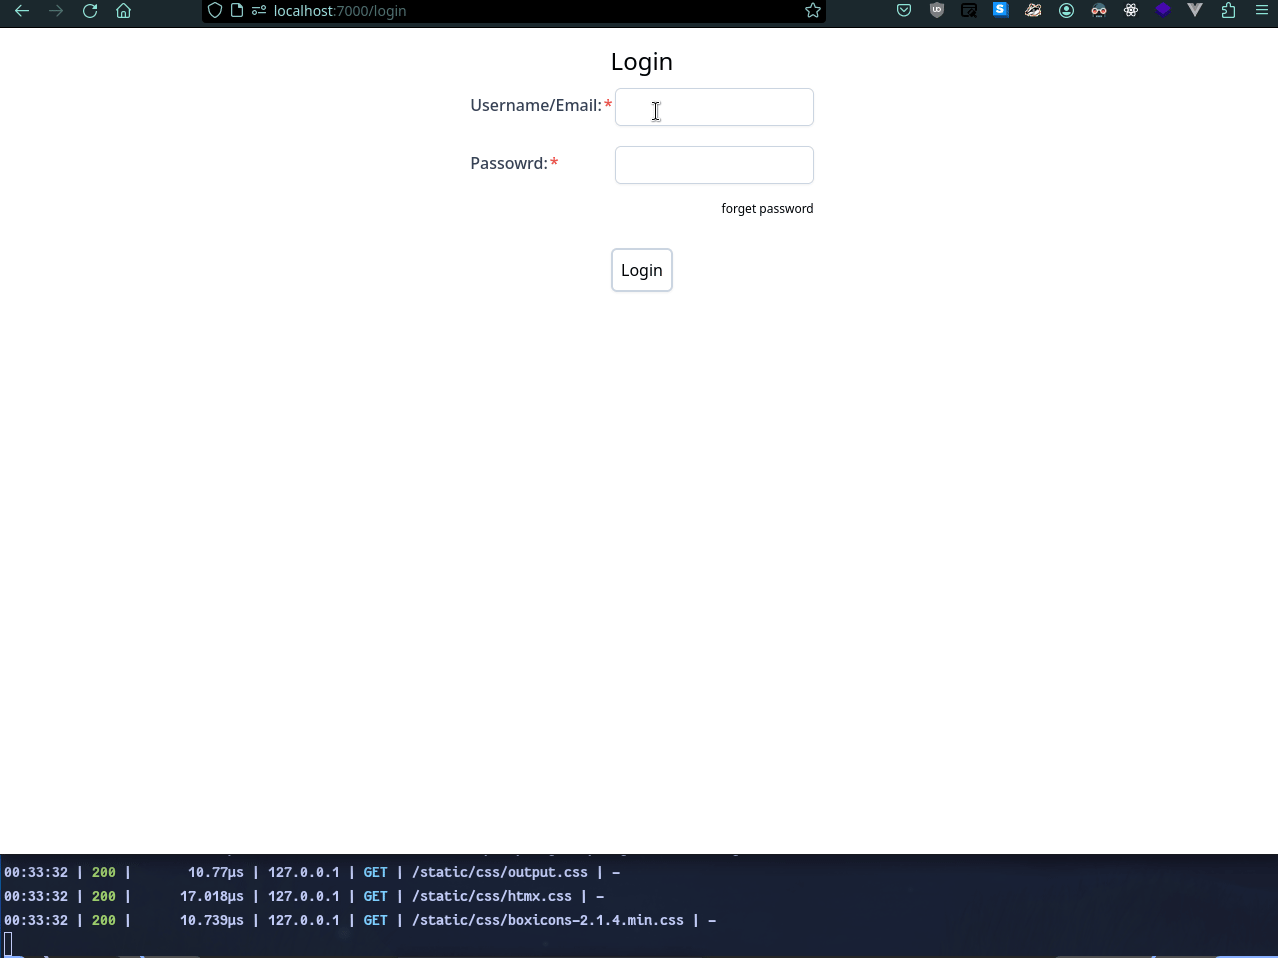 localhost:7000/login
Login
Username/Email:*
Passowrd:*
forget password
Login
00:33:32 | 200 | 10.77µs | 127.0.0.1 | GET | /static/css/output.css | –
00:33:32 | 200 | 17.018µs | 127.0.0.1 | GET | /static/css/htmx.css | –
00:33:32 | 200 | 10.739µs | 127.0.0.1 | GET | /static/css/boxicons-2.1.4.min.css | –